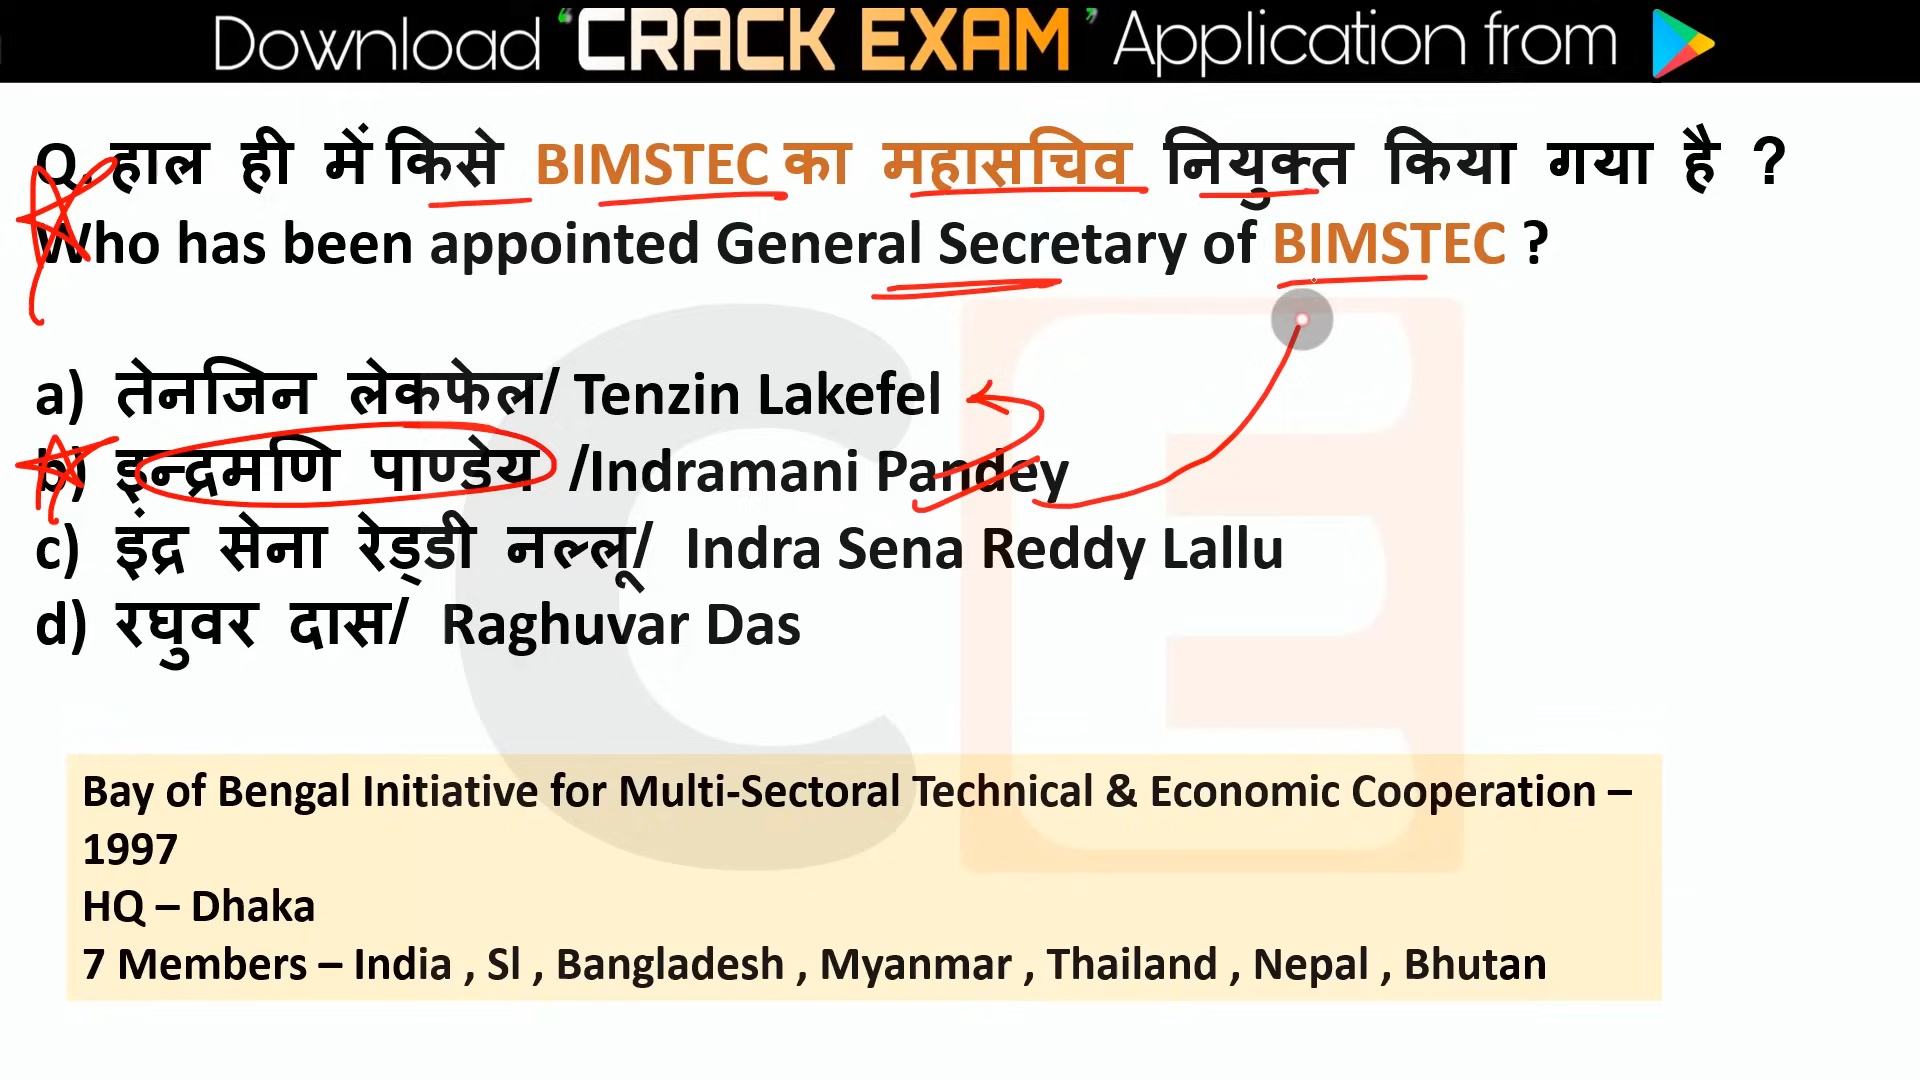 Download ‘CRACK EXAM’ Application from
Q. हाल ही में किसे BIMSTEC का महासचिव नियुक्त किया गया है ?
Who has been appointed General Secretary of BIMSTEC ?
a) तेनजिन लेकफेल/ Tenzin Lakefel
b) इन्द्रमणि पाण्डेय /Indramani Pandey
c) इंद्र सेना रेड्डी नल्लू/ Indra Sena Reddy Lallu
d) रघुवर दास/ Raghuvar Das
Bay of Bengal Initiative for Multi-Sectoral Technical & Economic Cooperation –
1997
HQ – Dhaka
7 Members – India , Sl , Bangladesh , Myanmar , Thailand , Nepal , Bhutan
CE